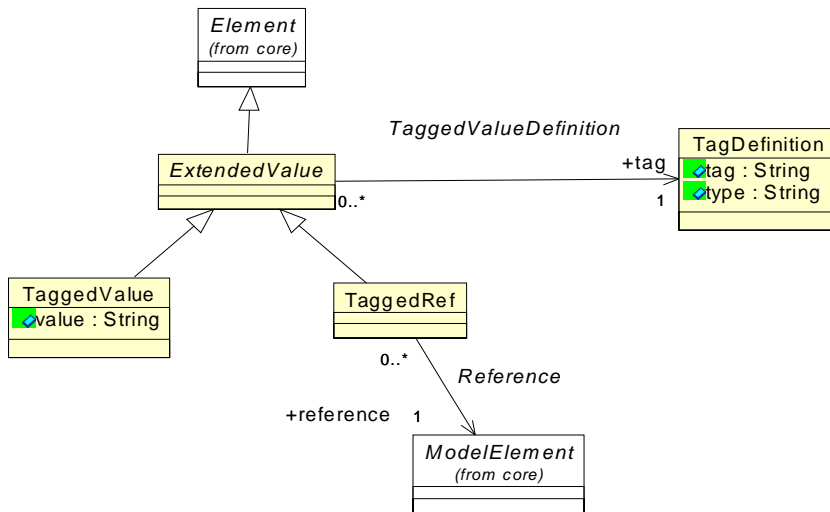 Element
(from core)
TaggedValueDefinition
TagDefinition
ExtendedValue
+tag
tag : String
0..*
1
type : String
TaggedValue
value : String
TaggedRef
0..*
Reference
+reference
1
ModelElement
(from core)